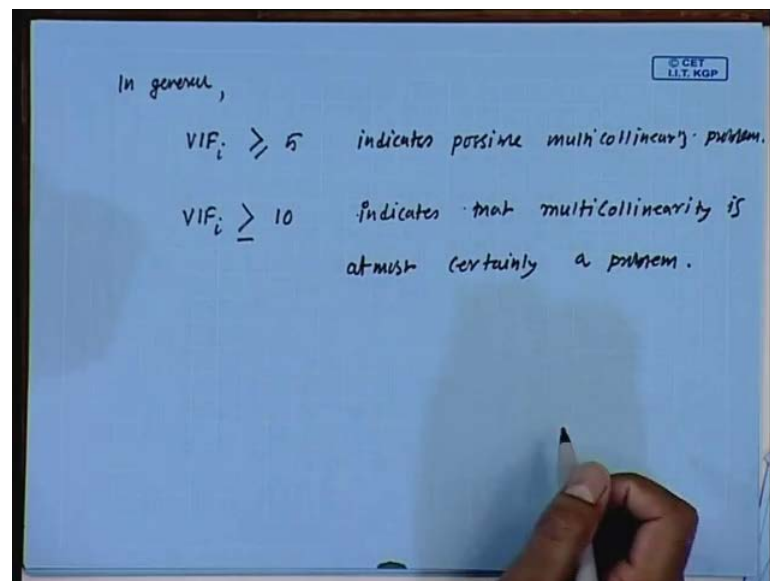 © CET
I.I.T. KGP
In general,
VIFᵢ ≥ 5 indicates possible multicollinearity problem.
VIFᵢ ≥ 10 indicates that multicollinearity is
almost certainly a problem.